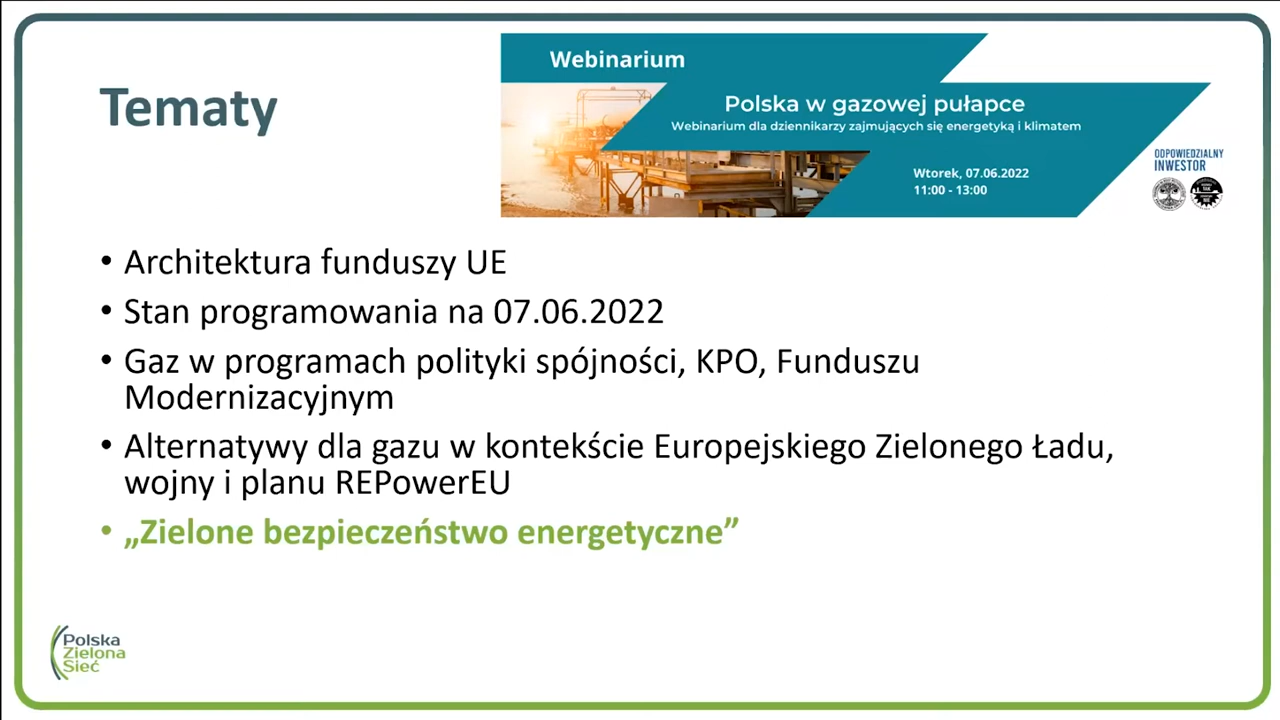 Webinarium
Tematy
Polska w gazowej pułapce
Webinarium dla dziennikarzy zajmujących się energetyką i klimatem
ODPOWIEDZIALNY
INWESTOR
Wtorek, 07.06.2022
11:00 - 13:00
• Architektura funduszy UE
• Stan programowania na 07.06.2022
• Gaz w programach polityki spójności, KPO, Funduszu
Modernizacyjnym
• Alternatywy dla gazu w kontekście Europejskiego Zielonego Ładu,
wojny i planu REPowerEU
• „Zielone bezpieczeństwo energetyczne”
Polska
Zielona
Sieć